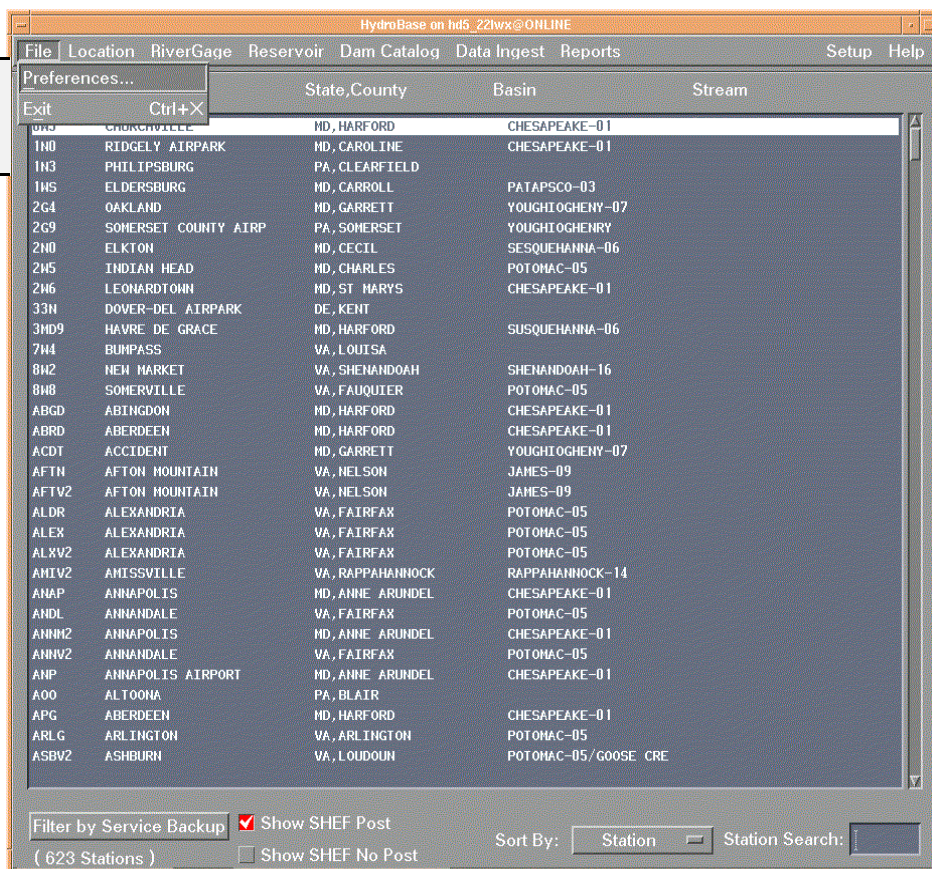 HydroBase on hd5_22lwx@ONLINE
File Location RiverGage Reservoir Dam Catalog Data Ingest Reports Setup Help
Preferences...
Exit Ctrl+X
State,County Basin Stream
CHURCHVILLE MD,HARFORD CHESAPEAKE-01
1N0 RIDGELY AIRPARK MD,CAROLINE CHESAPEAKE-01
1N3 PHILIPSBURG PA,CLEARFIELD
1W5 ELDERSBURG MD,CARROLL PATAPSCO-03
2G4 OAKLAND MD,GARRETT YOUGHIOGHENY-07
2G9 SOMERSET COUNTY AIRP PA,SOMERSET YOUGHIOGHENRY
2N0 ELKTON MD,CECIL SESQUEHANNA-06
2W5 INDIAN HEAD MD,CHARLES POTOMAC-05
2W6 LEONARDTOWN MD,ST MARYS CHESAPEAKE-01
33N DOVER-DEL AIRPARK DE,KENT
3MD9 HAVRE DE GRACE MD,HARFORD SUSQUEHANNA-06
7W4 BUMPASS VA,LOUISA
8W2 NEW MARKET VA,SHENANDOAH SHENANDOAH-16
8W8 SOMERVILLE VA,FAUQUIER POTOMAC-05
ABGD ABINGDON MD,HARFORD CHESAPEAKE-01
ABRD ABERDEEN MD,HARFORD CHESAPEAKE-01
ACDT ACCIDENT MD,GARRETT YOUGHIOGHENY-07
AFTN AFTON MOUNTAIN VA,NELSON JAMES-09
AFTV2 AFTON MOUNTAIN VA,NELSON JAMES-09
ALDR ALEXANDRIA VA,FAIRFAX POTOMAC-05
ALEX ALEXANDRIA VA,FAIRFAX POTOMAC-05
ALXV2 ALEXANDRIA VA,FAIRFAX POTOMAC-05
AMIV2 AMISSVILLE VA,RAPPAHANNOCK RAPPAHANNOCK-14
ANAP ANNAPOLIS MD,ANNE ARUNDEL CHESAPEAKE-01
ANDL ANNANDALE VA,FAIRFAX POTOMAC-05
ANNM2 ANNAPOLIS MD,ANNE ARUNDEL CHESAPEAKE-01
ANNV2 ANNANDALE VA,FAIRFAX POTOMAC-05
ANP ANNAPOLIS AIRPORT MD,ANNE ARUNDEL CHESAPEAKE-01
AOO ALTOONA PA,BLAIR
APG ABERDEEN MD,HARFORD CHESAPEAKE-01
ARLG ARLINGTON VA,ARLINGTON POTOMAC-05
ASBV2 ASHBURN VA,LOUDOUN POTOMAC-05/GOOSE CRE
Filter by Service Backup Show SHEF Post
Sort By: Station Station Search:
( 623 Stations ) Show SHEF No Post